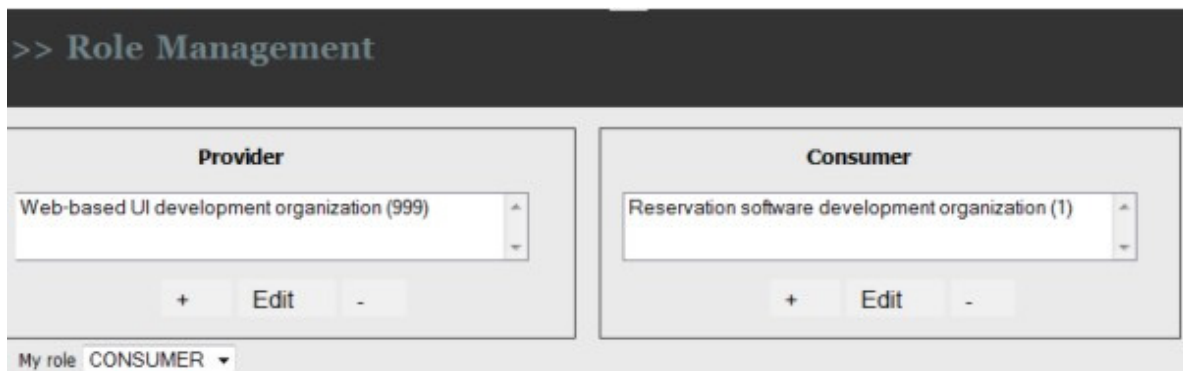 >> Role Management
Provider
Web-based UI development organization (999)
+ Edit -
Consumer
Reservation software development organization (1)
+ Edit -
My role CONSUMER